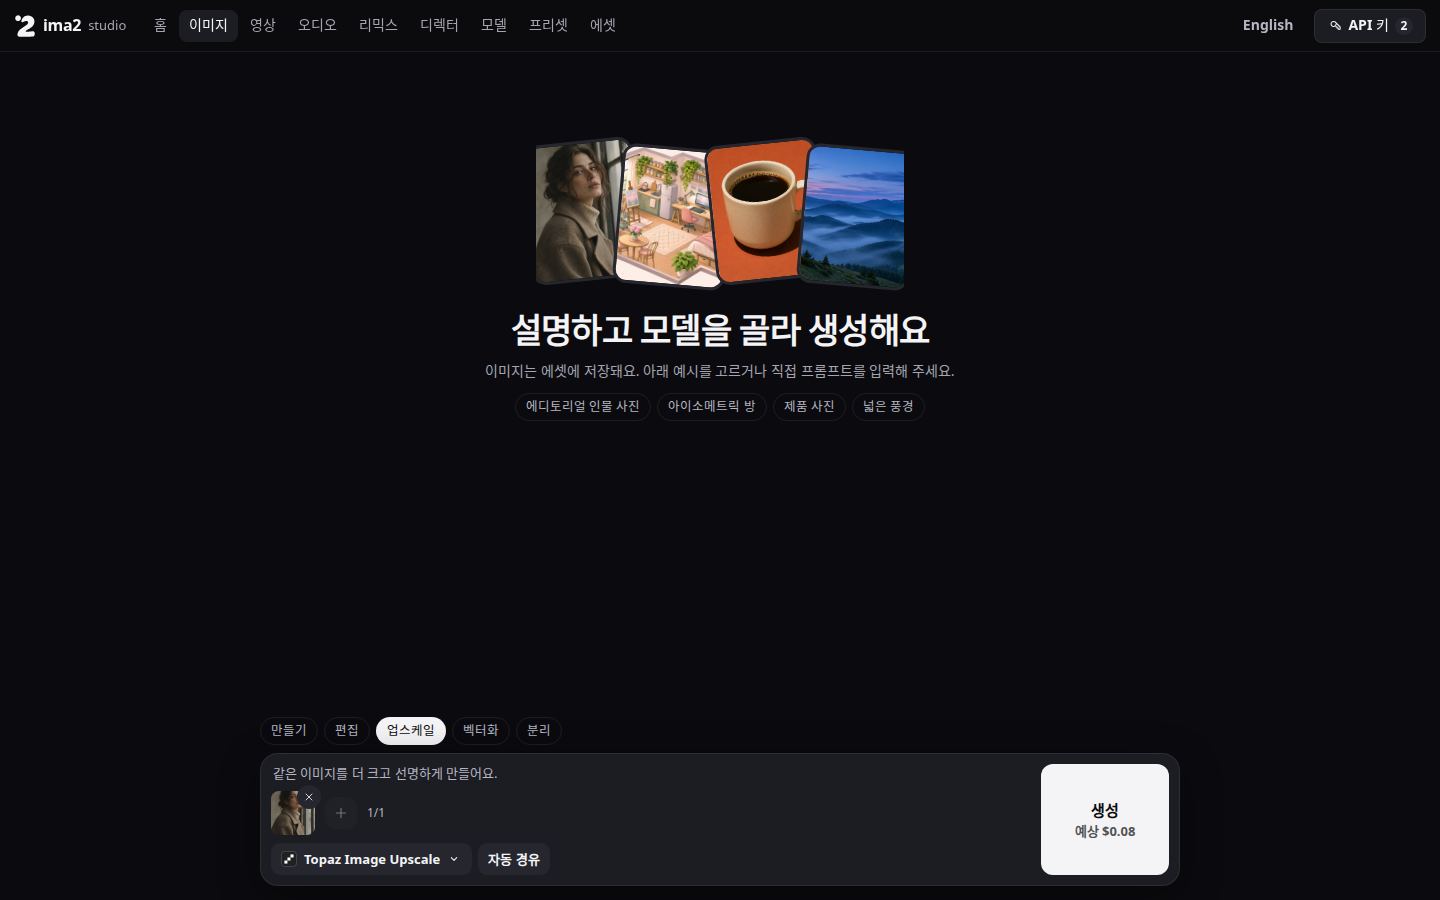 ima2 studio 홈 이미지 영상 오디오 리믹스 디렉터 모델 프리셋 에셋 English API 키 2
설명하고 모델을 골라 생성해요
이미지는 에셋에 저장돼요. 아래 예시를 고르거나 직접 프롬프트를 입력해 주세요.
에디토리얼 인물 사진 아이소메트릭 방 제품 사진 넓은 풍경
만들기 편집 업스케일 벡터화 분리
같은 이미지를 더 크고 선명하게 만들어요.
1/1
Topaz Image Upscale 자동 경유
생성
예상 $0.08